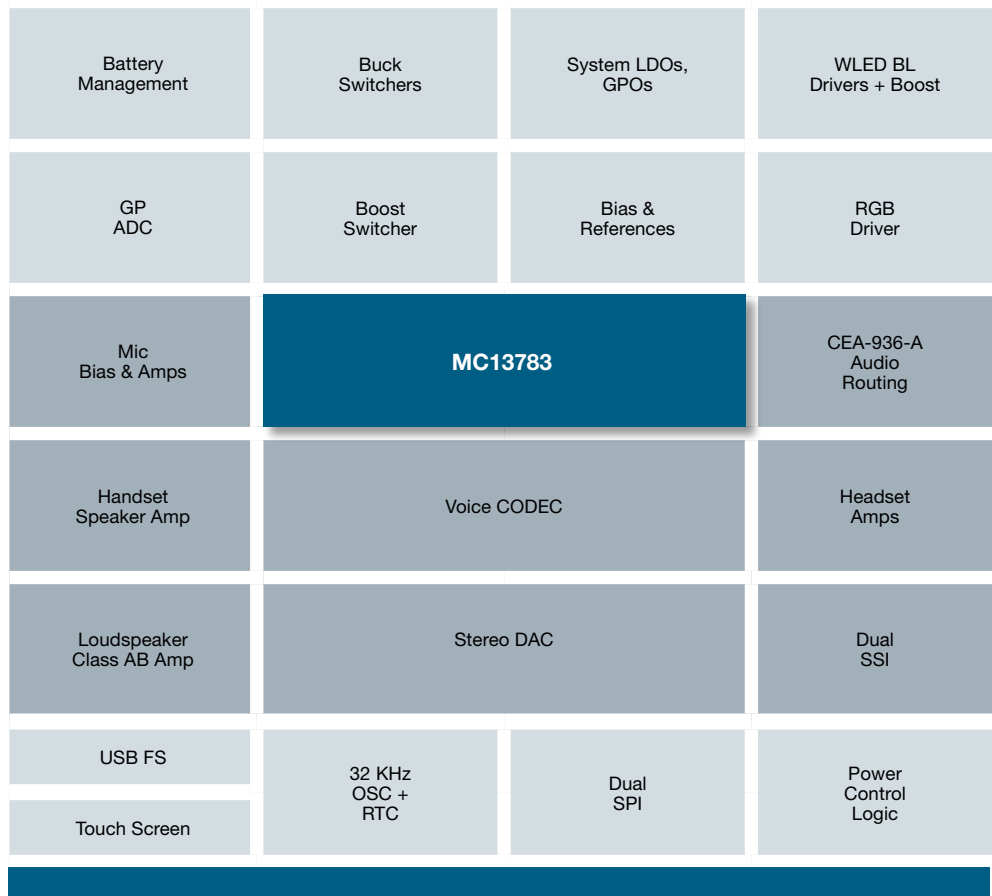 Battery
Management
Buck
Switchers
System LDOs,
GPOs
WLED BL
Drivers + Boost
GP
ADC
Boost
Switcher
Bias &
References
RGB
Driver
Mic
Bias & Amps
MC13783
CEA-936-A
Audio
Routing
Handset
Speaker Amp
Voice CODEC
Headset
Amps
Loudspeaker
Class AB Amp
Stereo DAC
Dual
SSI
USB FS
Touch Screen
32 KHz
OSC +
RTC
Dual
SPI
Power
Control
Logic